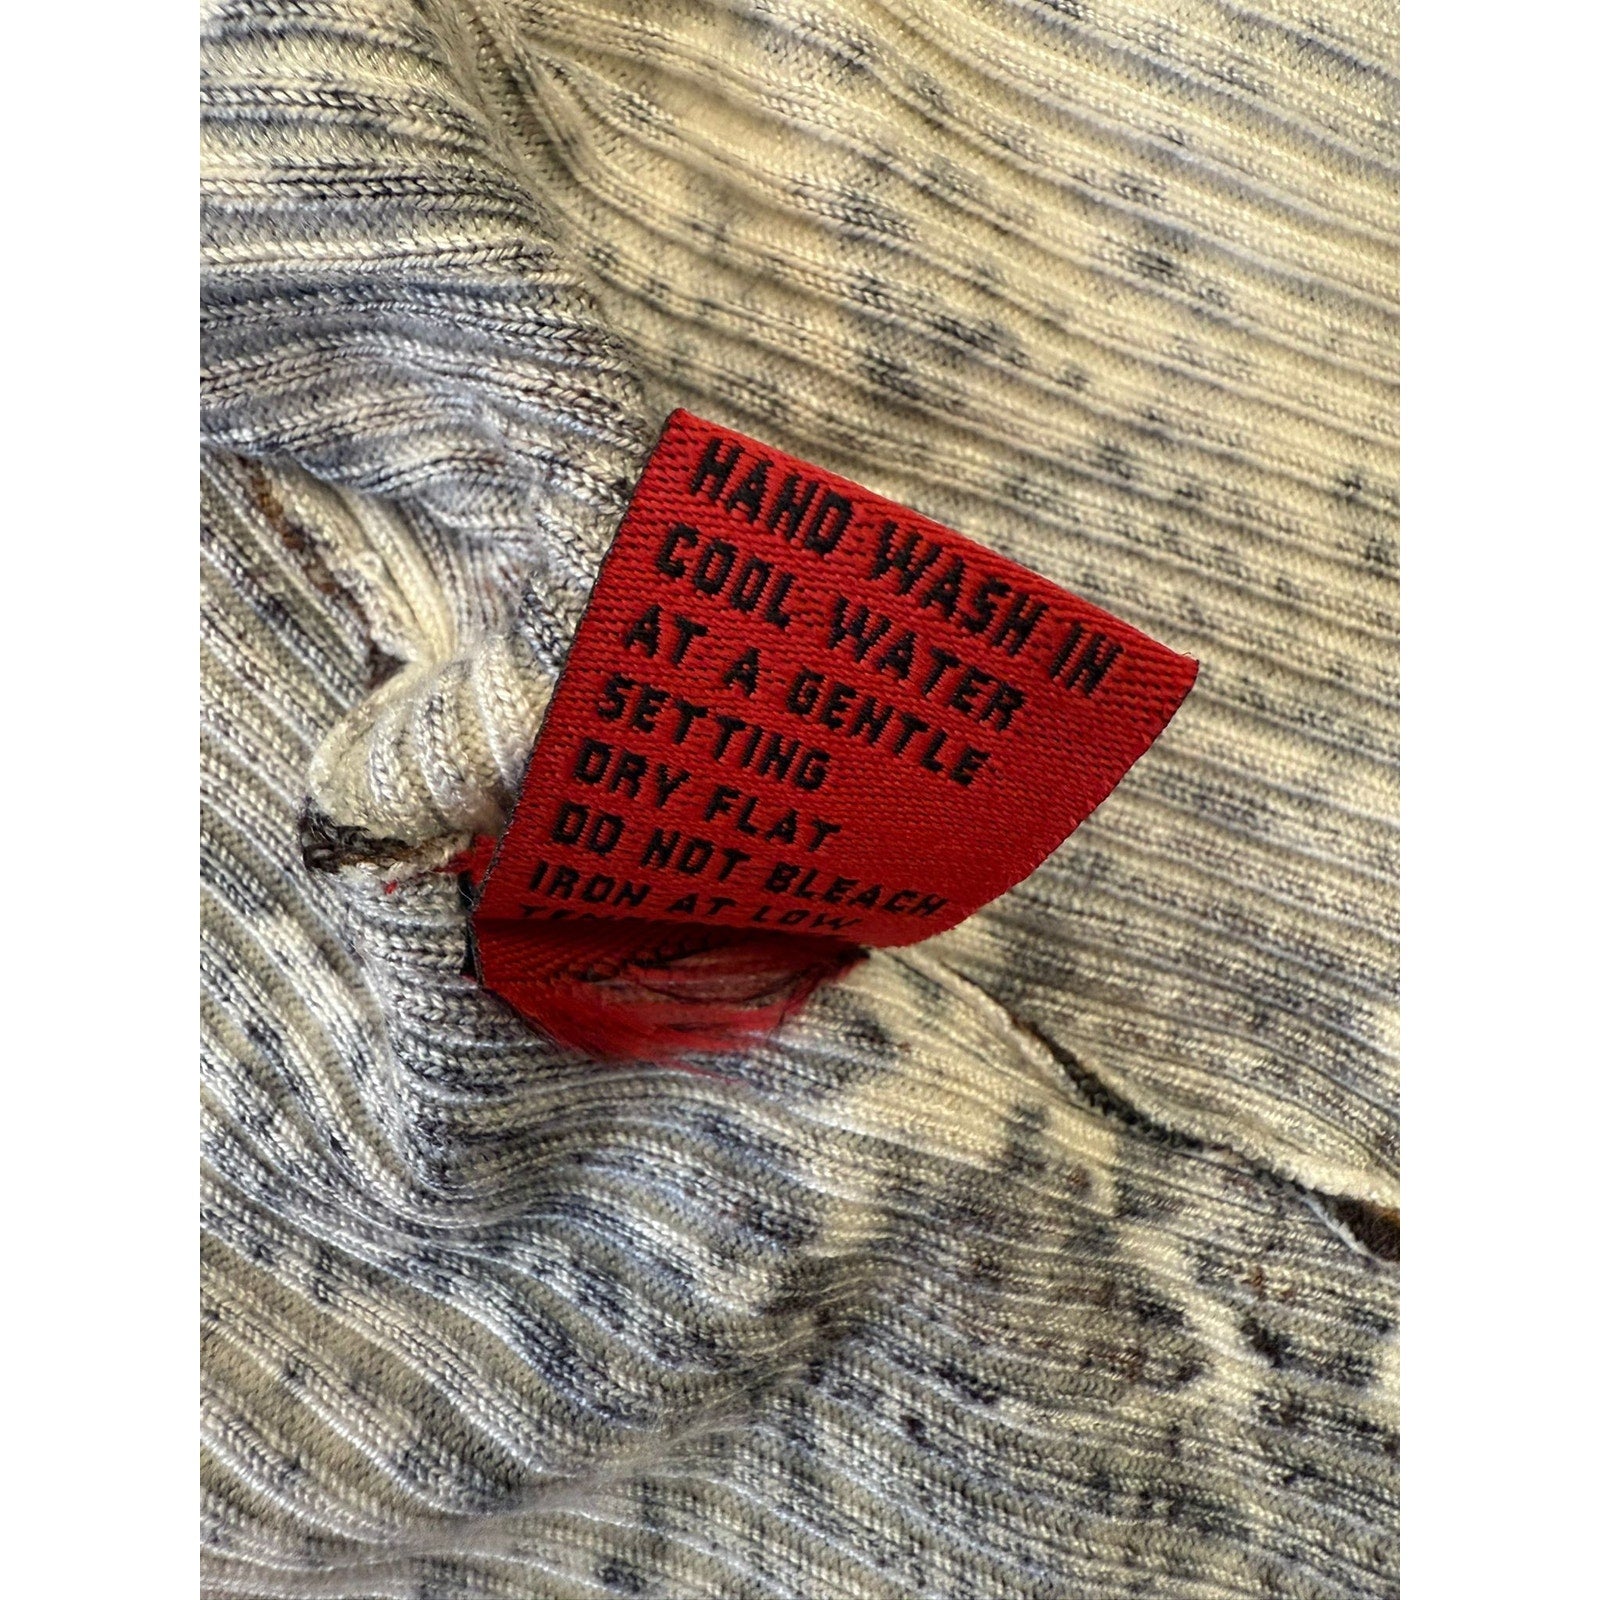 HAND WASH IN
COOL WATER
AT A GENTLE
SETTING
DRY FLAT
DO NOT BLEACH
IRON AT LOW